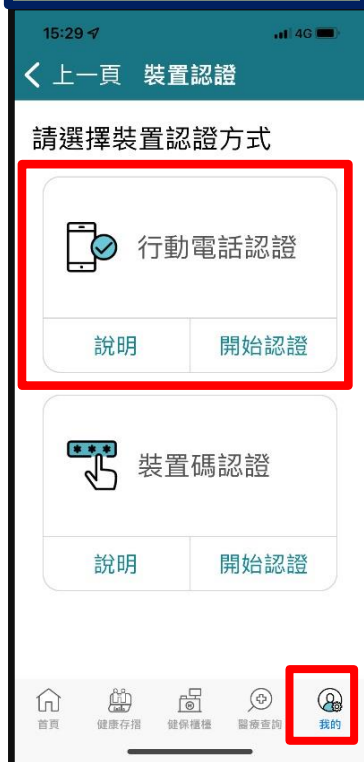 15:29 4G
上一頁 裝置認證
請選擇裝置認證方式
行動電話認證
說明 開始認證
***
裝置碼認證
說明 開始認證
首頁 健康存摺 健保櫃檯 醫療查詢 我的